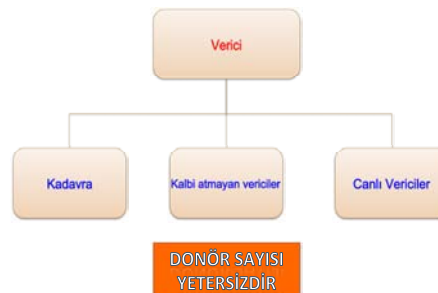 Verici
Kadavra
Kalbi atmayan vericiler
Canlı Vericiler
DONÖR SAYISI
YETERSİZDİR